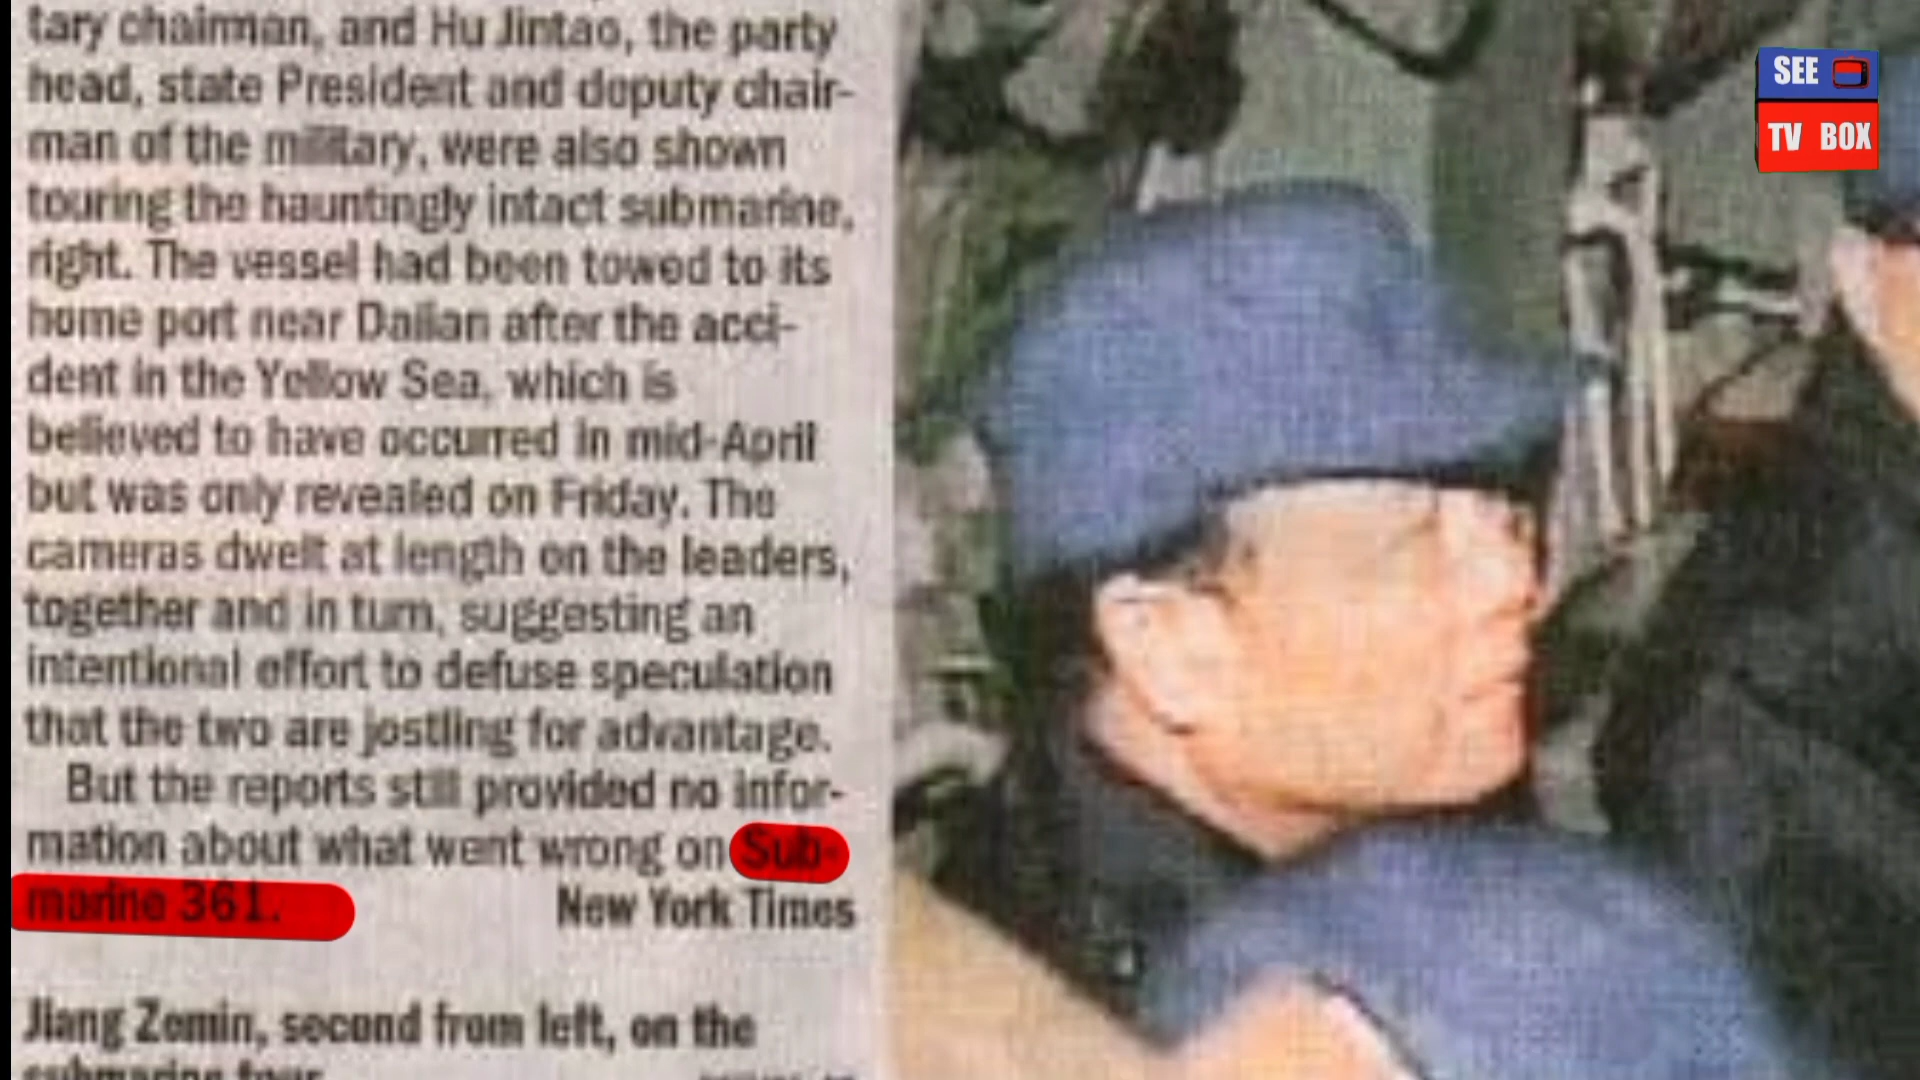 tary chairman, and Hu Jintao, the party
head, state President and deputy chair-
man of the military, were also shown
touring the hauntingly intact submarine,
right. The vessel had been towed to its
home port near Dalian after the acci-
dent in the Yellow Sea, which is
believed to have occurred in mid-April
but was only revealed on Friday. The
cameras dwelt at length on the leaders,
together and in turn, suggesting an
intentional effort to defuse speculation
that the two are jostling for advantage.
But the reports still provided no infor-
mation about what went wrong on Sub-
marine 361.
New York Times
Jiang Zemin, second from left, on the
submarine tour.
SEE
TV BOX